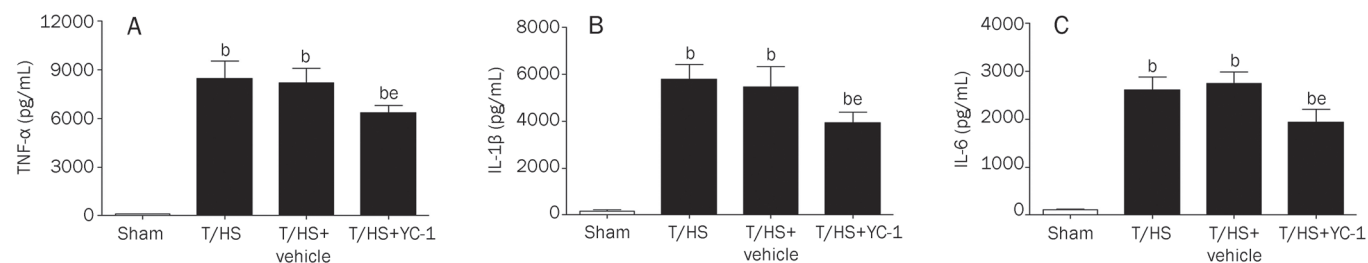 A
TNF-α (pg/mL)
12000
9000
6000
3000
0
b
b
be
Sham
T/HS
T/HS+
vehicle
T/HS+YC-1
B
IL-1β (pg/mL)
8000
6000
4000
2000
0
b
b
be
Sham
T/HS
T/HS+
vehicle
T/HS+YC-1
C
IL-6 (pg/mL)
4000
3000
2000
1000
0
b
b
be
Sham
T/HS
T/HS+
vehicle
T/HS+YC-1